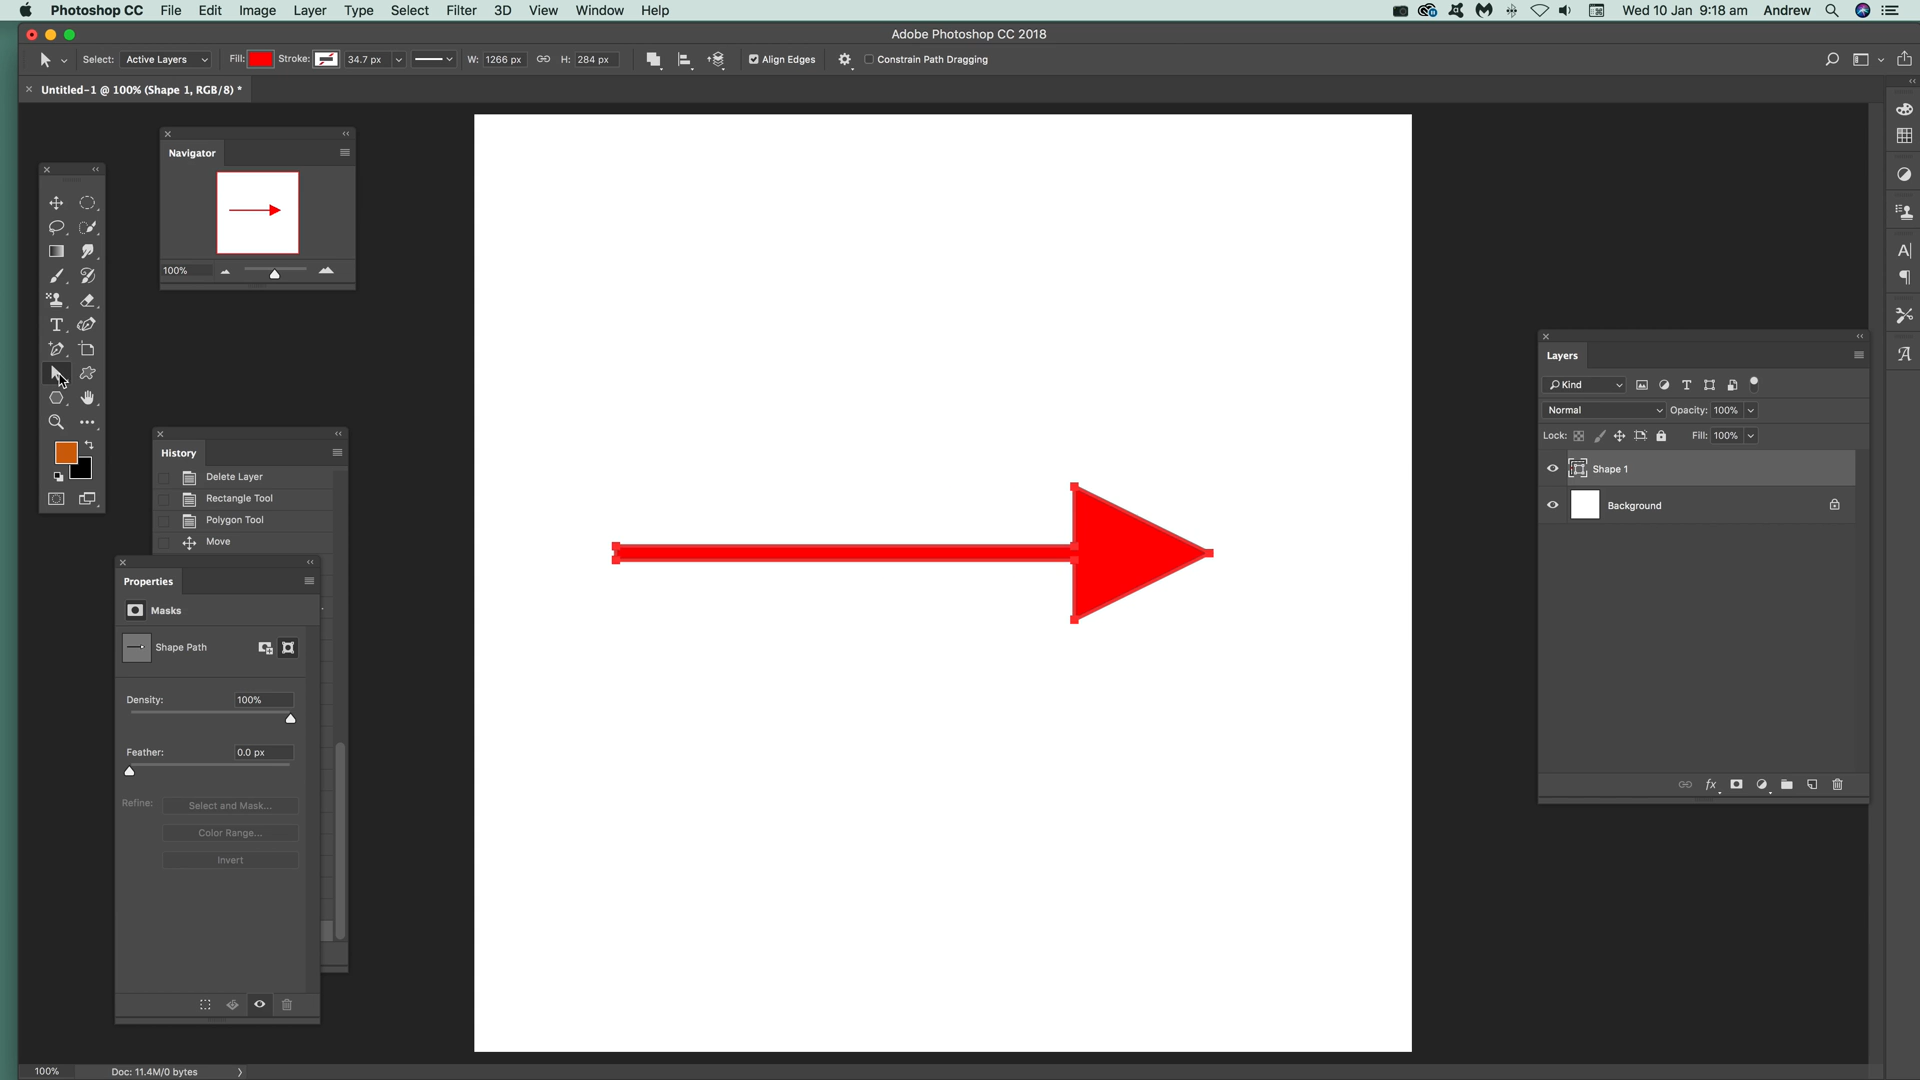 Photoshop CC File Edit Image Layer Type Select Filter 3D View Window Help Wed 10 Jan 9:18 am Andrew
Adobe Photoshop CC 2018
Select: Active Layers Fill: Stroke: 34.7 px W: 1266 px H: 284 px Align Edges Constrain Path Dragging
Untitled-1 @ 100% (Shape 1, RGB/8) *
Navigator
100%
History
Delete Layer
Rectangle Tool
Polygon Tool
Move
Properties
Masks
Shape Path
Density: 100%
Feather: 0.0 px
Refine: Select and Mask...
Color Range...
Invert
Layers
Kind
Normal Opacity: 100%
Lock: Fill: 100%
Shape 1
Background
100% Doc: 11.4M/0 bytes